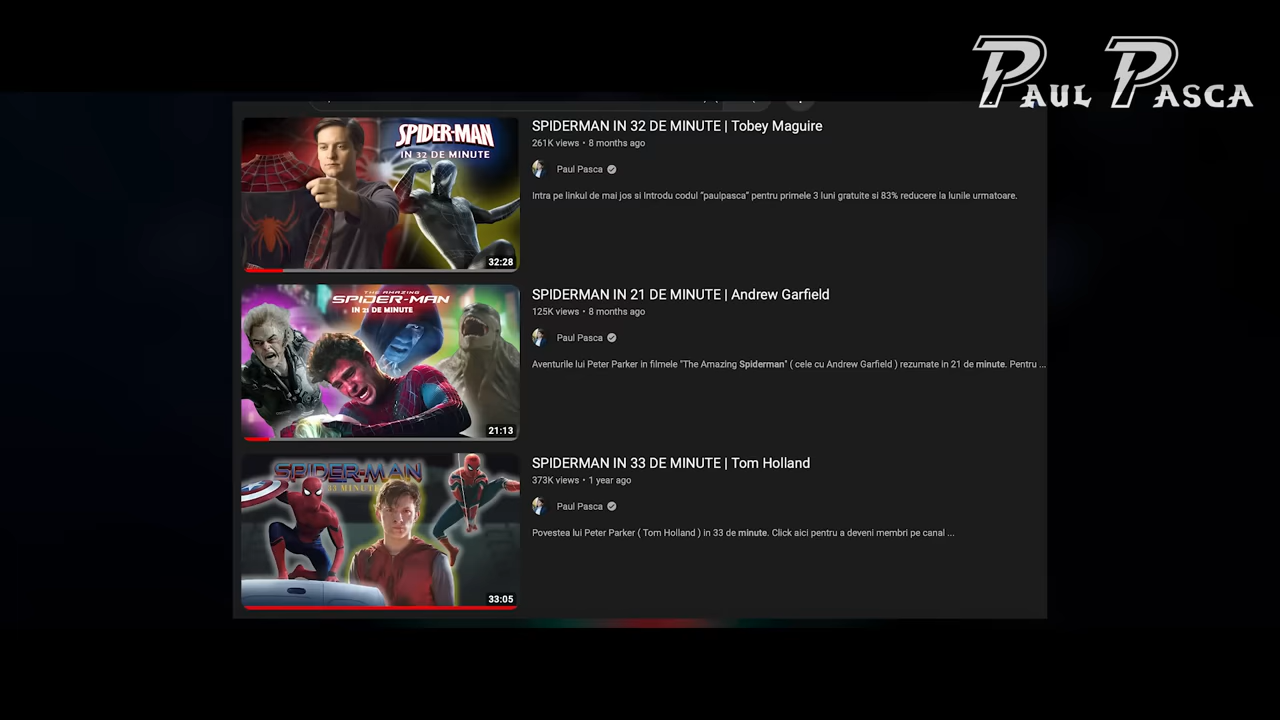 PAUL PASCA
SPIDER-MAN
IN 32 DE MINUTE
32:28
SPIDERMAN IN 32 DE MINUTE | Tobey Maguire
261K views • 8 months ago
Paul Pasca
Intra pe linkul de mai jos si Introdu codul "paulpasca" pentru primele 3 luni gratuite si 83% reducere la lunile urmatoare.
THE AMAZING
SPIDER-MAN
IN 21 DE MINUTE
21:13
SPIDERMAN IN 21 DE MINUTE | Andrew Garfield
125K views • 8 months ago
Paul Pasca
Aventurile lui Peter Parker in filmele "The Amazing Spiderman" ( cele cu Andrew Garfield ) rezumate in 21 de minute. Pentru ...
SPIDER-MAN
33 MINUTE
33:05
SPIDERMAN IN 33 DE MINUTE | Tom Holland
373K views • 1 year ago
Paul Pasca
Povestea lui Peter Parker ( Tom Holland ) in 33 de minute. Click aici pentru a deveni membri pe canal ...